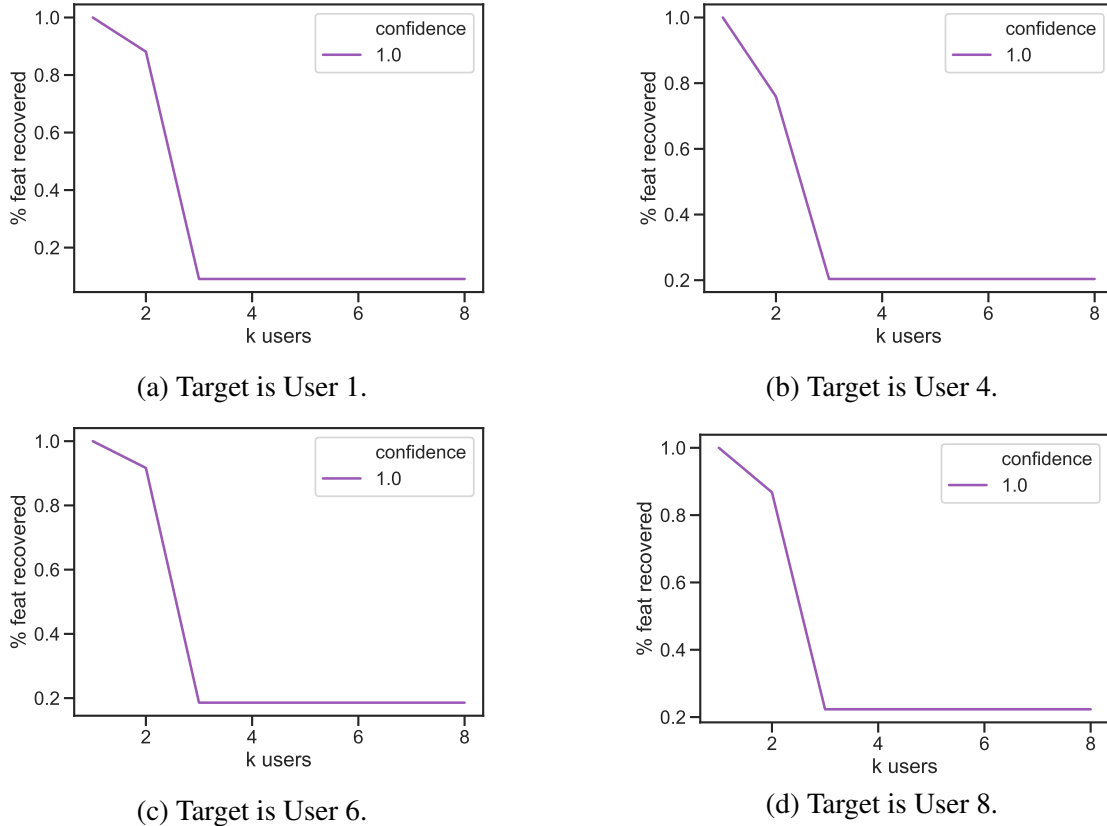 1.0
0.8
0.6
0.4
0.2
% feat recovered
confidence
1.0
2 4 6 8
k users
(a) Target is User 1.
1.0
0.8
0.6
0.4
0.2
% feat recovered
confidence
1.0
2 4 6 8
k users
(b) Target is User 4.
1.0
0.8
0.6
0.4
0.2
% feat recovered
confidence
1.0
2 4 6 8
k users
(c) Target is User 6.
1.0
0.8
0.6
0.4
0.2
% feat recovered
confidence
1.0
2 4 6 8
k users
(d) Target is User 8.